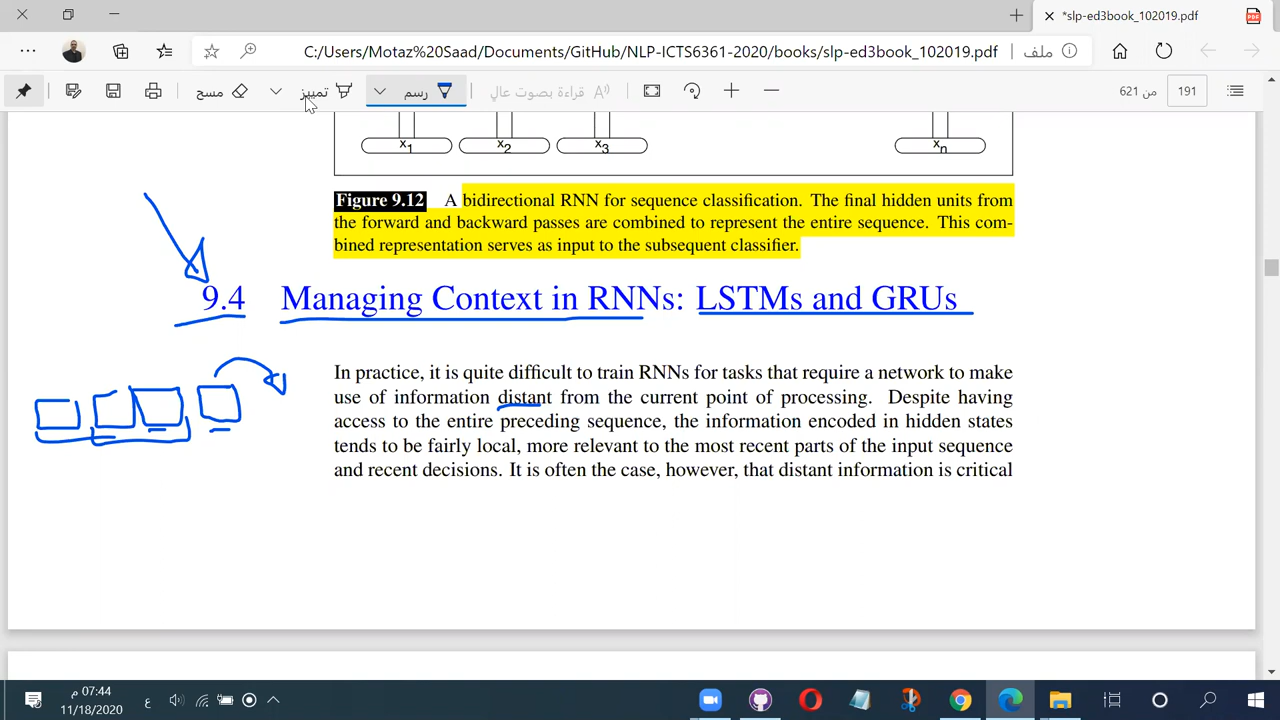 *slp-ed3book_102019.pdf
C:/Users/Motaz%20Saad/Documents/GitHub/NLP-ICTS6361-2020/books/slp-ed3book_102019.pdf
ملف
مسح
تمييز
رسم
قراءة بصوت عالٍ
191
من 621
x1
x2
x3
xn
Figure 9.12 A bidirectional RNN for sequence classification. The final hidden units from
the forward and backward passes are combined to represent the entire sequence. This com-
bined representation serves as input to the subsequent classifier.
9.4 Managing Context in RNNs: LSTMs and GRUs
In practice, it is quite difficult to train RNNs for tasks that require a network to make
use of information distant from the current point of processing. Despite having
access to the entire preceding sequence, the information encoded in hidden states
tends to be fairly local, more relevant to the most recent parts of the input sequence
and recent decisions. It is often the case, however, that distant information is critical
07:44 م
11/18/2020
ع